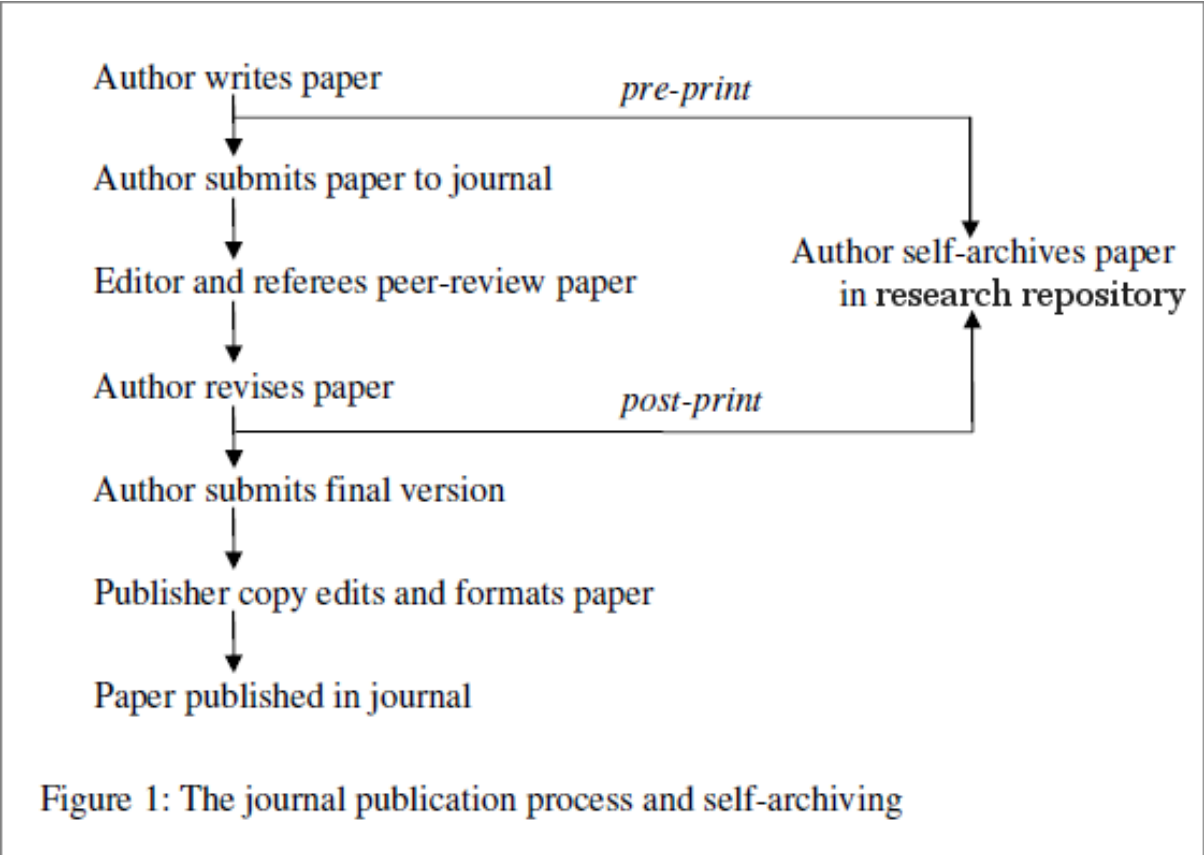 Author writes paper
pre-print
Author submits paper to journal
Author self-archives paper
in research repository
Editor and referees peer-review paper
Author revises paper
post-print
Author submits final version
Publisher copy edits and formats paper
Paper published in journal
Figure 1: The journal publication process and self-archiving